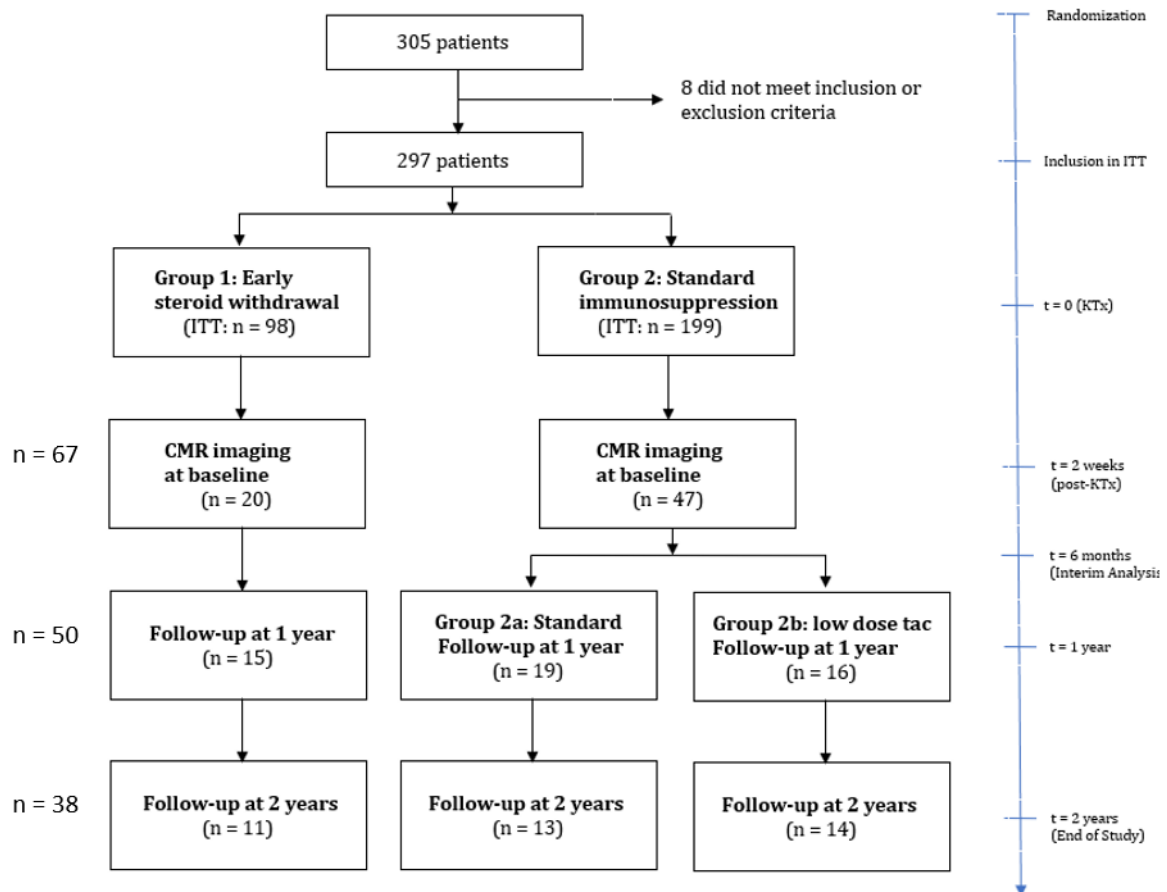 305 patients
Randomization
8 did not meet inclusion or
exclusion criteria
297 patients
Inclusion in ITT
Group 1: Early
steroid withdrawal
(ITT: n = 98)
Group 2: Standard
immunosuppression
(ITT: n = 199)
t = 0 (KTx)
n = 67
CMR imaging
at baseline
(n = 20)
CMR imaging
at baseline
(n = 47)
t = 2 weeks
(post-KTx)
t = 6 months
(Interim Analysis
n = 50
Follow-up at 1 year
(n = 15)
Group 2a: Standard
Follow-up at 1 year
(n = 19)
Group 2b: low dose tac
Follow-up at 1 year
(n = 16)
t = 1 year
n = 38
Follow-up at 2 years
(n = 11)
Follow-up at 2 years
(n = 13)
Follow-up at 2 years
(n = 14)
t = 2 years
(End of Study)